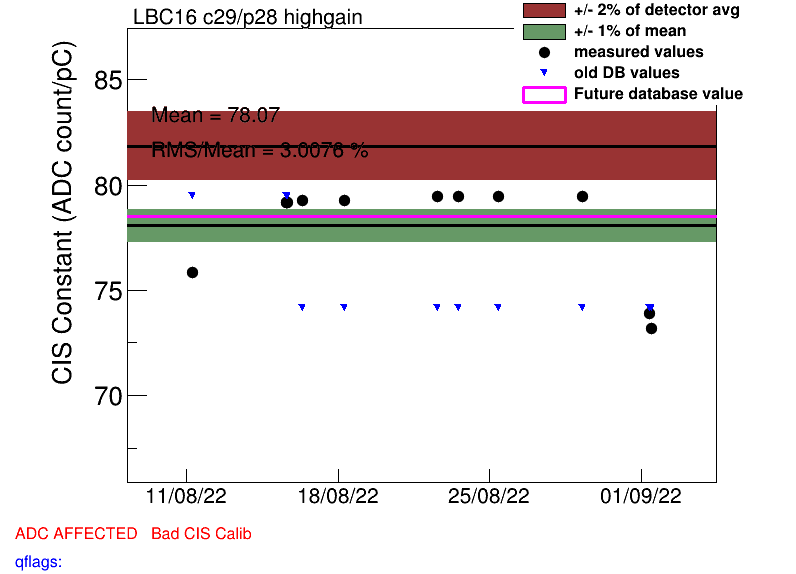 LBC16 c29/p28 highgain
+/- 2% of detector avg
+/- 1% of mean
measured values
old DB values
Future database value
CIS Constant (ADC count/pC)
85
80
75
70
Mean = 78.07
RMS/Mean = 3.0076 %
11/08/22
18/08/22
25/08/22
01/09/22
ADC AFFECTED Bad CIS Calib
qflags: